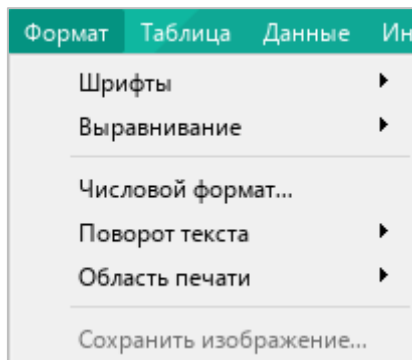 Формат Таблица Данные Ин
Шрифты
Выравнивание
Числовой формат...
Поворот текста
Область печати
Сохранить изображение...